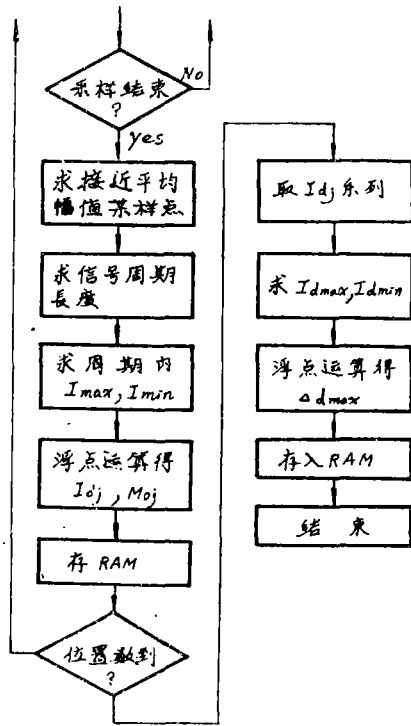 采样结束
?
No
Yes
求接近平均
幅值采样点
求信号周期
長度
求周期内
Imax, Imin
浮点运算得
Idj, Moj
存 RAM
位置数到
?
取 Idj 系列
求 Idmax, Idmin
浮点运算得
Δdmax
存入 RAM
结束